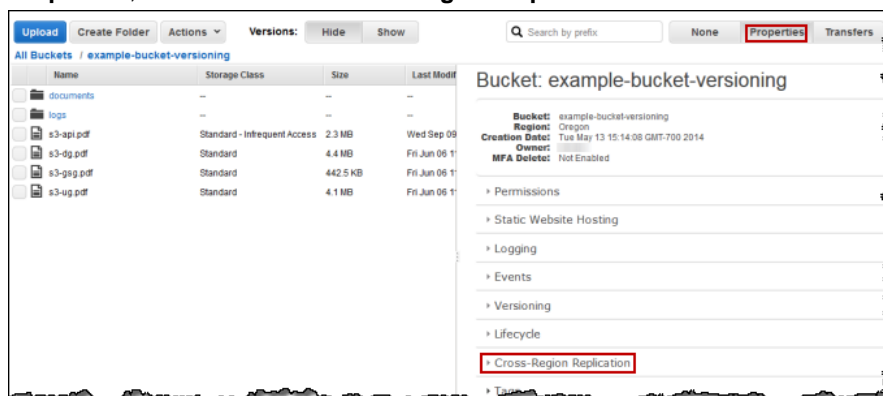 Upload Create Folder Actions Versions: Hide Show Search by prefix None Properties Transfers
All Buckets / example-bucket-versioning
Name Storage Class Size Last Modif
documents -- -- --
logs -- -- --
s3-api.pdf Standard - Infrequent Access 2.3 MB Wed Sep 09
s3-dg.pdf Standard 4.4 MB Fri Jun 06 1
s3-gsg.pdf Standard 442.5 KB Fri Jun 06 1
s3-ug.pdf Standard 4.1 MB Fri Jun 06 1
Bucket: example-bucket-versioning
Bucket: example-bucket-versioning
Region: Oregon
Creation Date: Tue May 13 15:14:08 GMT-700 2014
Owner:
MFA Delete: Not Enabled
Permissions
Static Website Hosting
Logging
Events
Versioning
Lifecycle
Cross-Region Replication
Tags